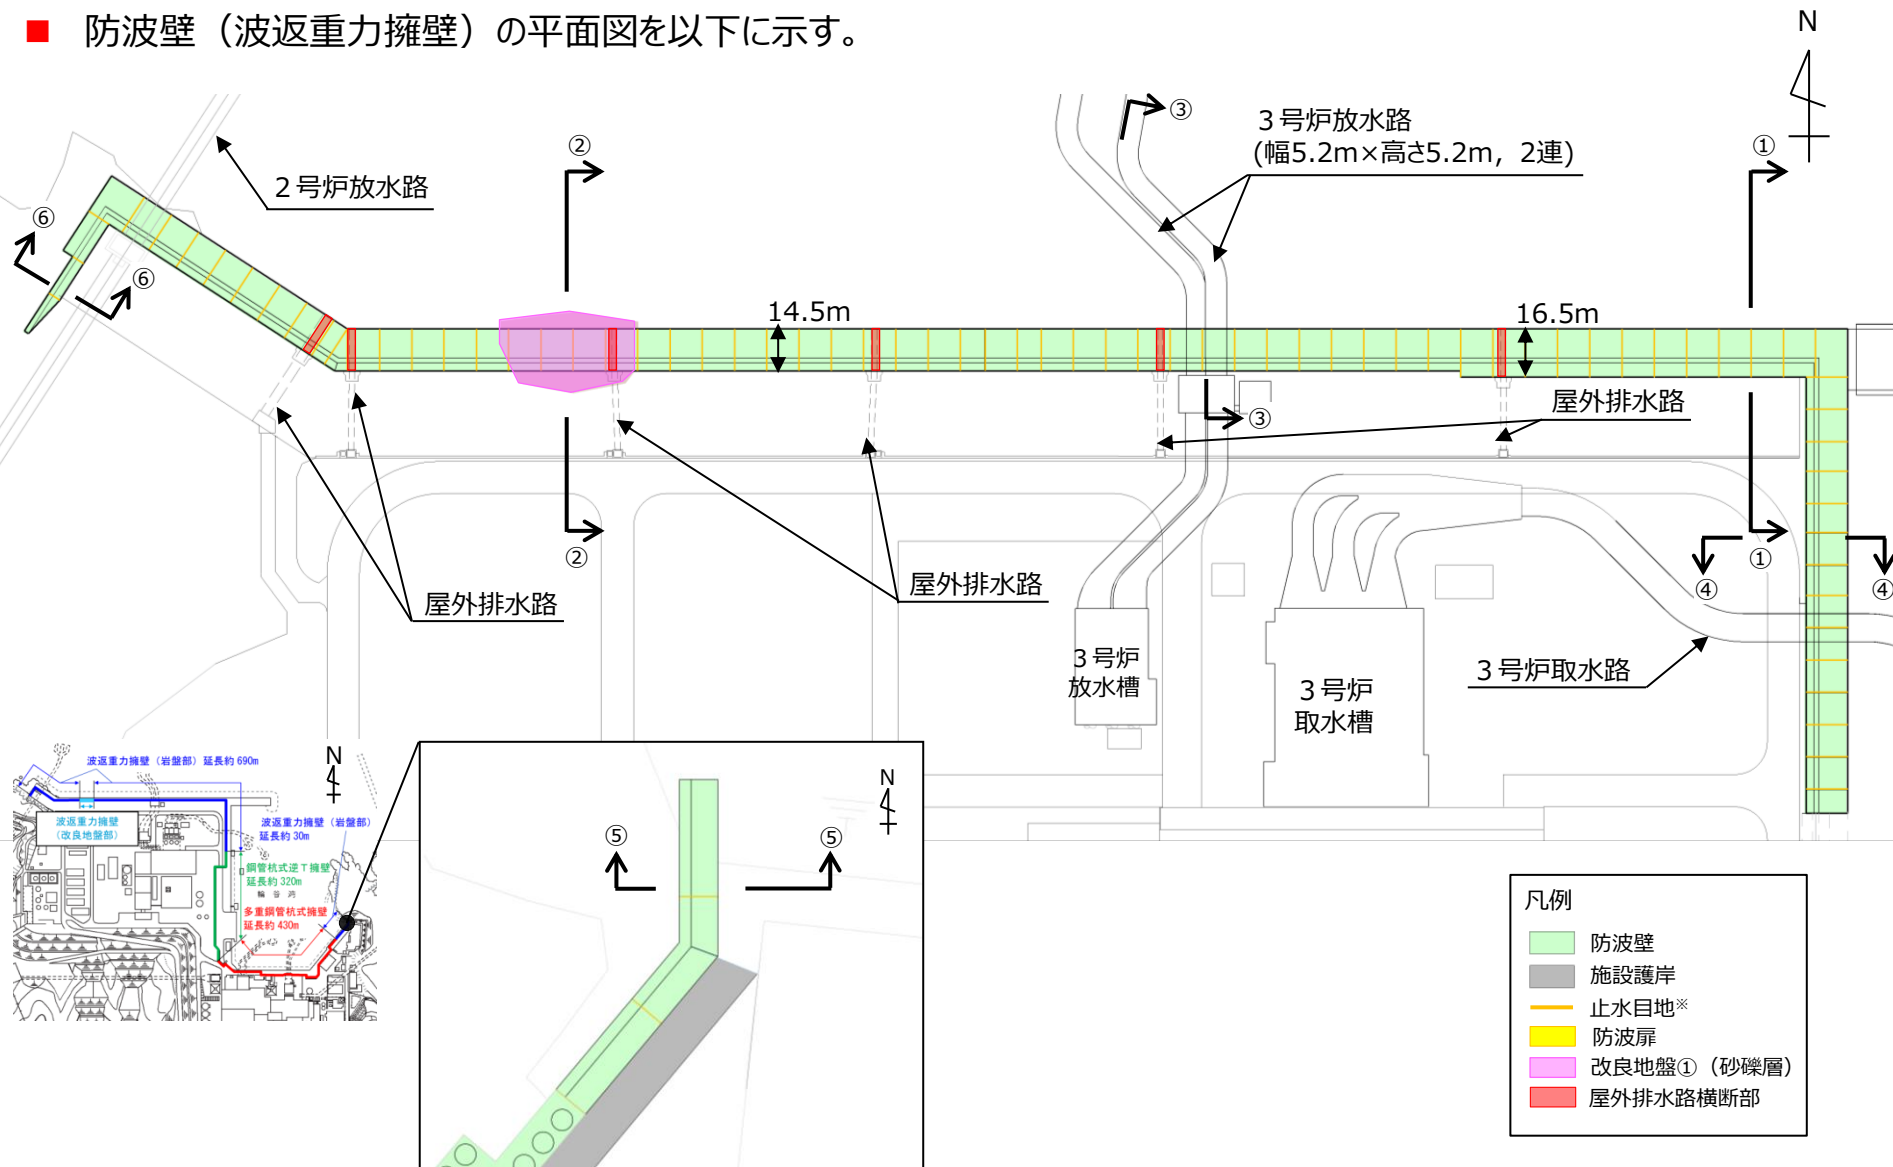 ■ 防波壁（波返重力擁壁）の平面図を以下に示す。
N
③
3号炉放水路
(幅5.2m×高さ5.2m, 2連)
②
①
2号炉放水路
⑥
⑥
14.5m
16.5m
屋外排水路
③
②
①
④
④
屋外排水路
屋外排水路
3号炉
放水槽
3号炉
取水槽
3号炉取水路
波返重力擁壁（岩盤部）延長約690m
N
波返重力擁壁
（改良地盤部）
波返重力擁壁（岩盤部）
延長約30m
鋼管杭式逆T擁壁
延長約320m
輪谷湾
多重鋼管杭式擁壁
延長約430m
N
⑤
⑤
凡例
防波壁
施設護岸
止水目地※
防波扉
改良地盤①（砂礫層）
屋外排水路横断部